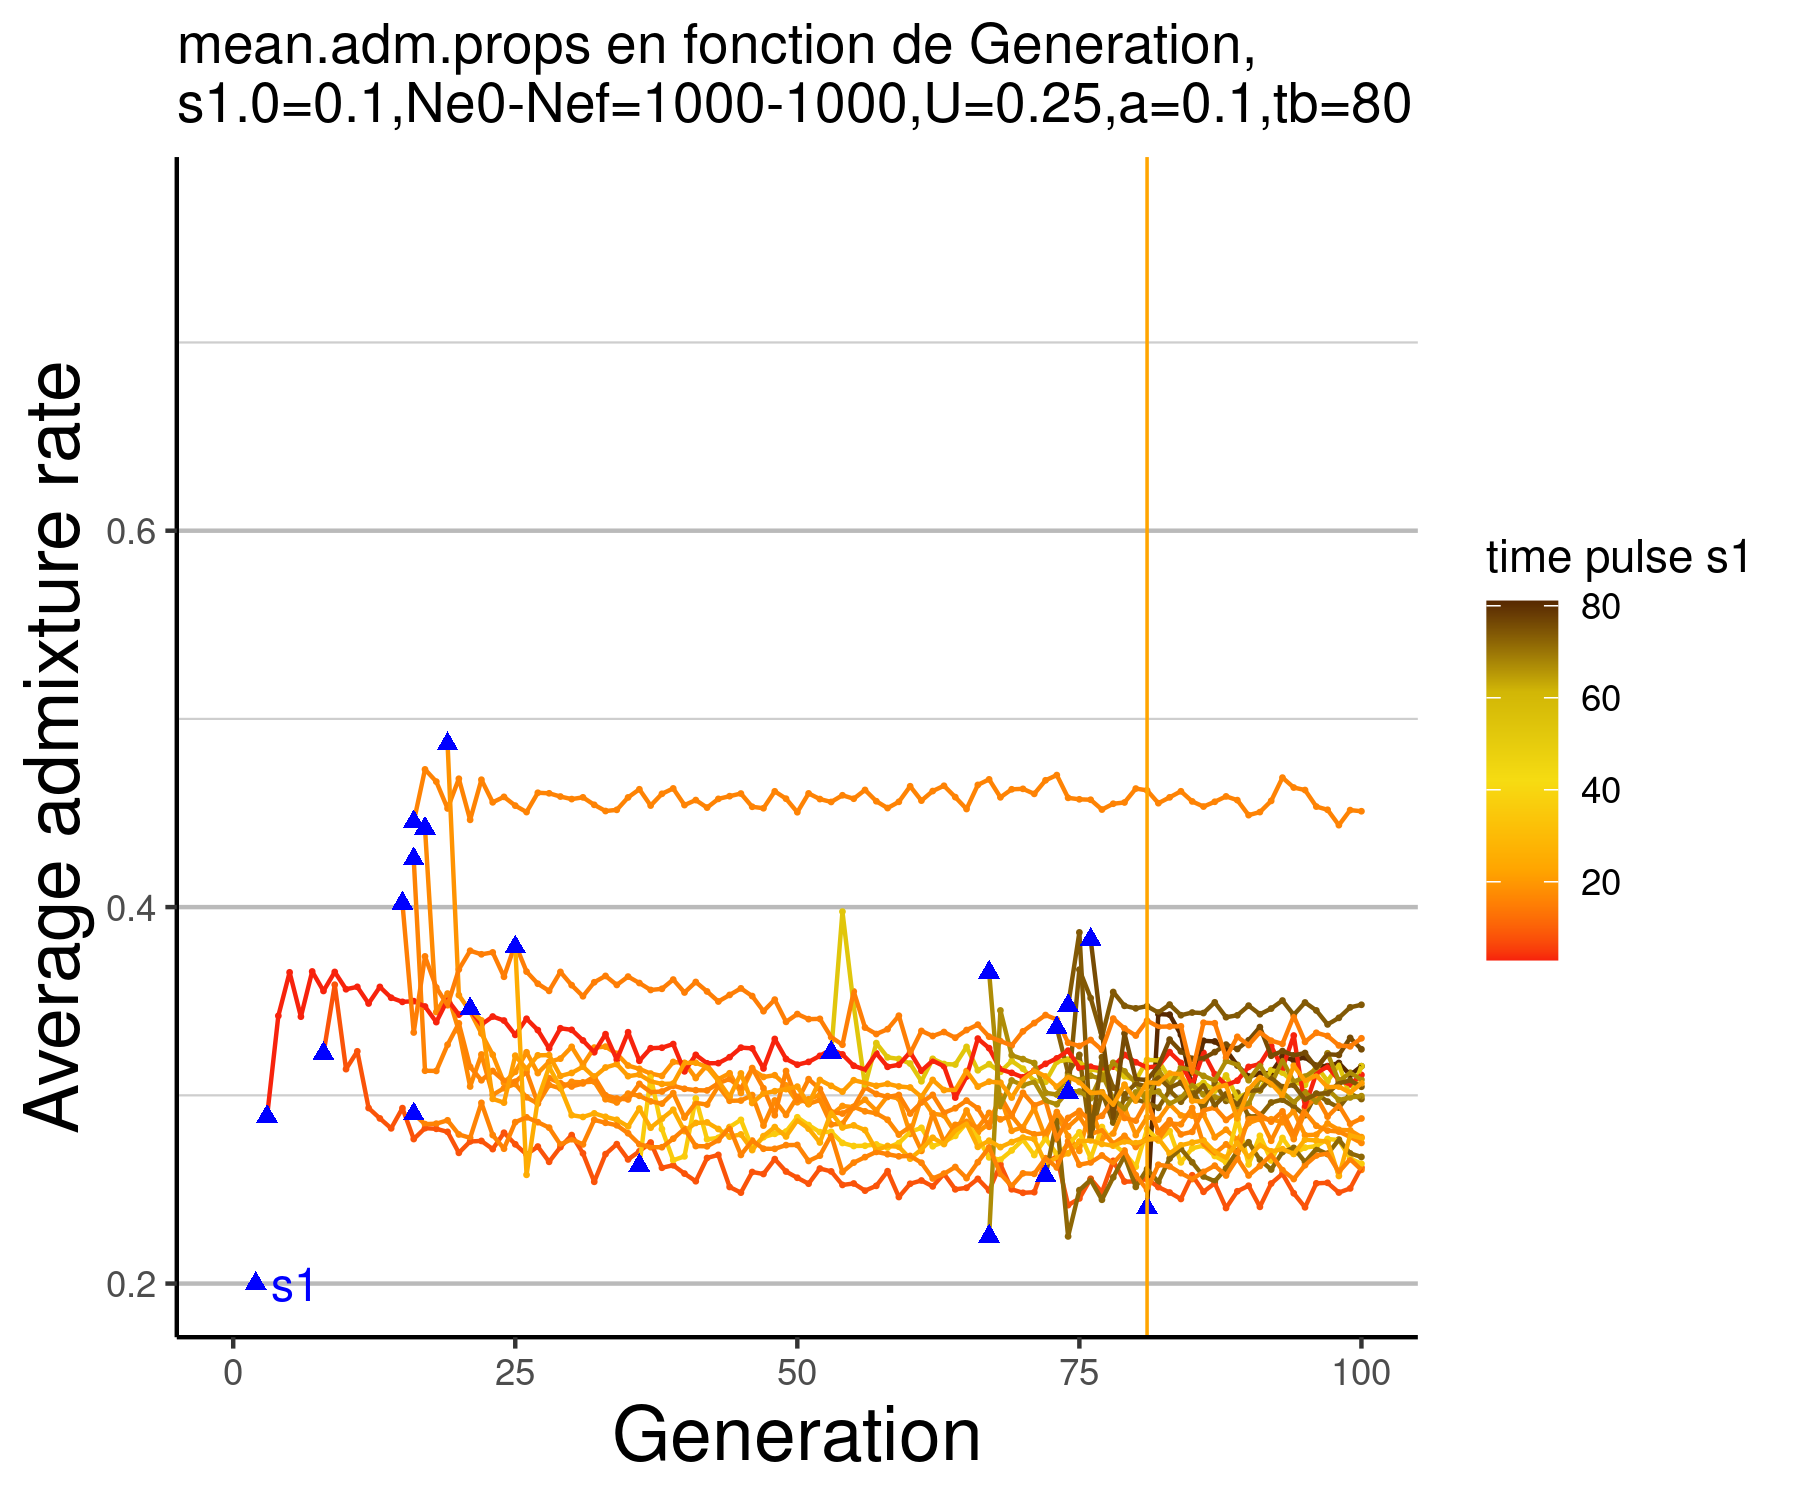 mean.adm.props en fonction de Generation,
s1.0=0.1,Ne0-Nef=1000-1000,U=0.25,a=0.1,tb=80
Average admixture rate
0.6
0.4
0.2
s1
0 25 50 75 100
Generation
time pulse s1
80
60
40
20